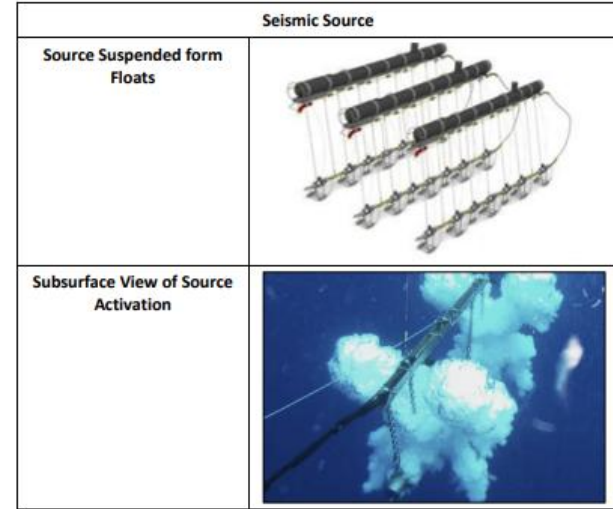 Seismic Source
Source Suspended form
Floats
Subsurface View of Source
Activation